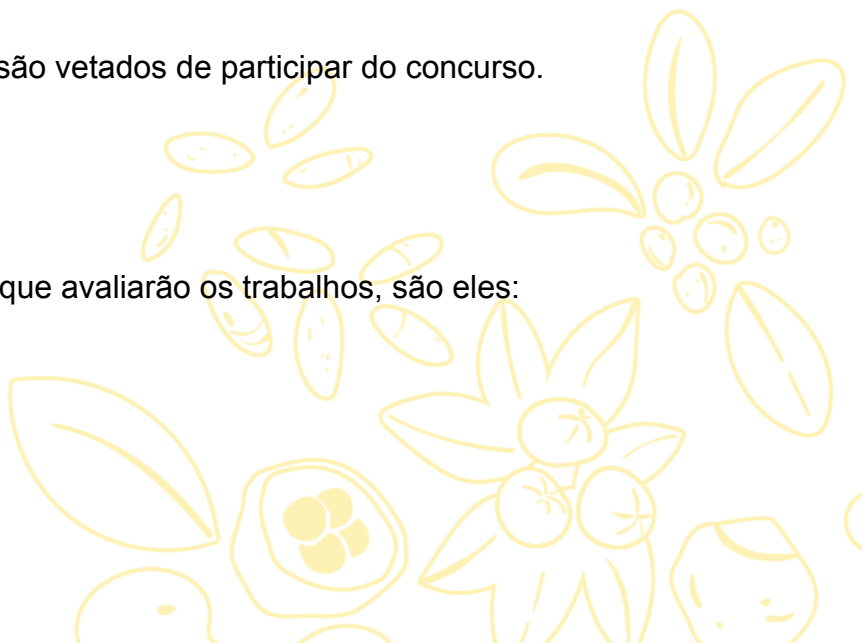 são vetados de participar do concurso.
que avaliarão os trabalhos, são eles: